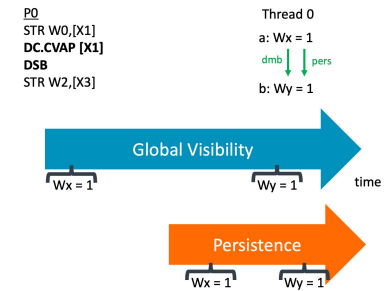 P0
STR W0,[X1]
DC.CVAP [X1]
DSB
STR W2,[X3]
Thread 0
a: Wx = 1
dmb
pers
b: Wy = 1
Global Visibility
Wx = 1
Wy = 1
time
Persistence
Wx = 1
Wy = 1